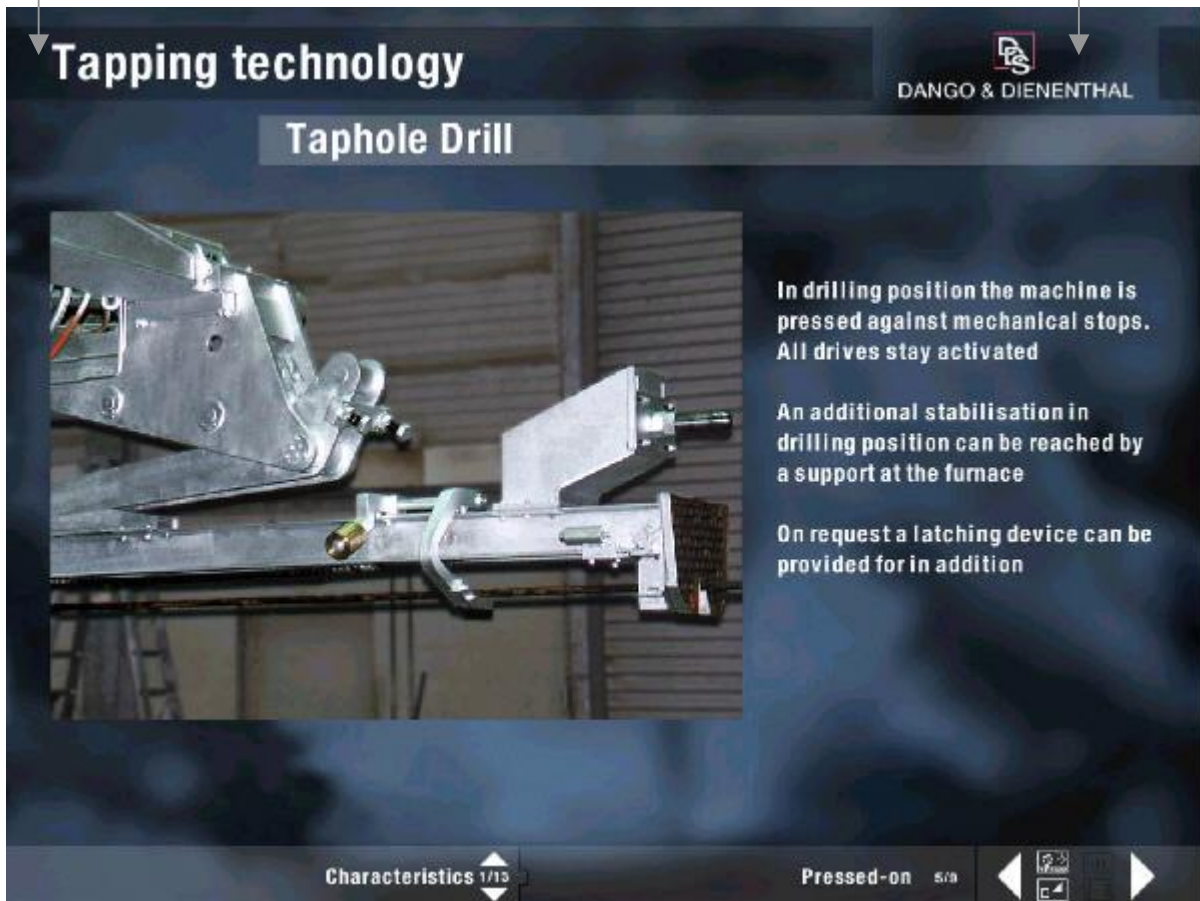 Tapping technology
DDS
DANGO & DIENENTHAL
Taphole Drill
In drilling position the machine is
pressed against mechanical stops.
All drives stay activated
An additional stabilisation in
drilling position can be reached by
a support at the furnace
On request a latching device can be
provided for in addition
Characteristics 1/13
Pressed-on